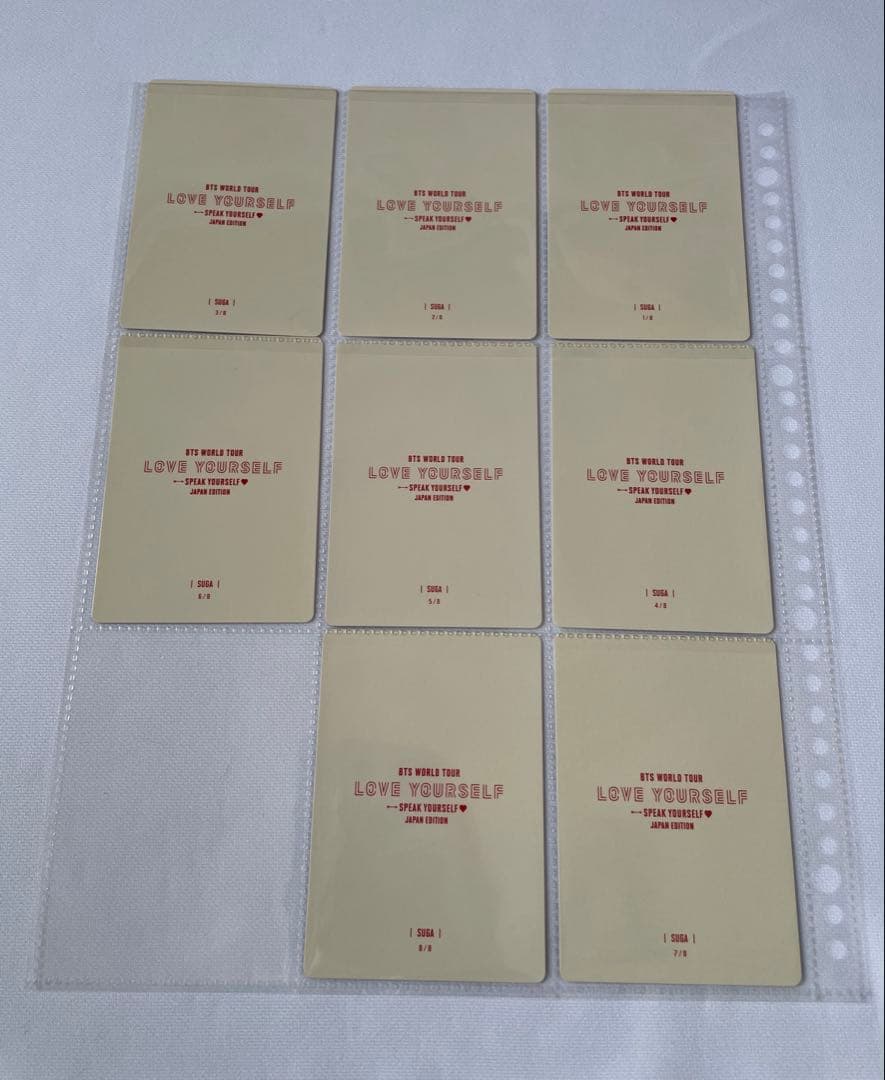 BTS WORLD TOUR
LOVE YOURSELF
SPEAK YOURSELF
JAPAN EDITION
| SUGA |
3/8
BTS WORLD TOUR
LOVE YOURSELF
SPEAK YOURSELF
JAPAN EDITION
| SUGA |
2/8
BTS WORLD TOUR
LOVE YOURSELF
SPEAK YOURSELF
JAPAN EDITION
| SUGA |
1/8
BTS WORLD TOUR
LOVE YOURSELF
SPEAK YOURSELF
JAPAN EDITION
| SUGA |
6/8
BTS WORLD TOUR
LOVE YOURSELF
SPEAK YOURSELF
JAPAN EDITION
| SUGA |
5/8
BTS WORLD TOUR
LOVE YOURSELF
SPEAK YOURSELF
JAPAN EDITION
| SUGA |
4/8
BTS WORLD TOUR
LOVE YOURSELF
SPEAK YOURSELF
JAPAN EDITION
| SUGA |
8/8
BTS WORLD TOUR
LOVE YOURSELF
SPEAK YOURSELF
JAPAN EDITION
| SUGA |
7/8